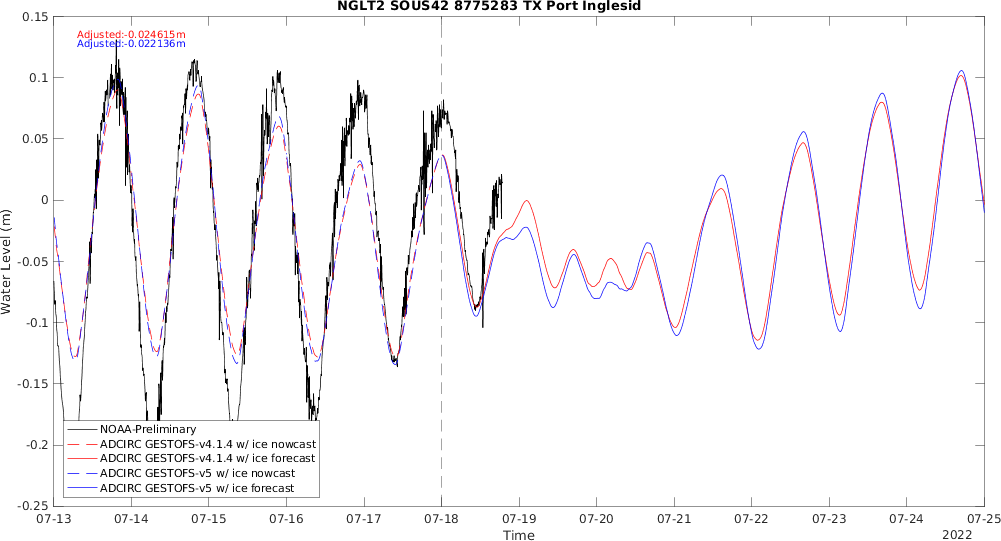 NGLT2 SOUS42 8775283 TX Port Inglesid
Adjusted:-0.024615m
Adjusted:-0.022136m
0.15
0.1
0.05
0
-0.05
-0.1
-0.15
-0.2
-0.25
Water Level (m)
NOAA-Preliminary
ADCIRC GESTOFS-v4.1.4 w/ ice nowcast
ADCIRC GESTOFS-v4.1.4 w/ ice forecast
ADCIRC GESTOFS-v5 w/ ice nowcast
ADCIRC GESTOFS-v5 w/ ice forecast
07-13 07-14 07-15 07-16 07-17 07-18 07-19 07-20 07-21 07-22 07-23 07-24 07-25
Time
2022